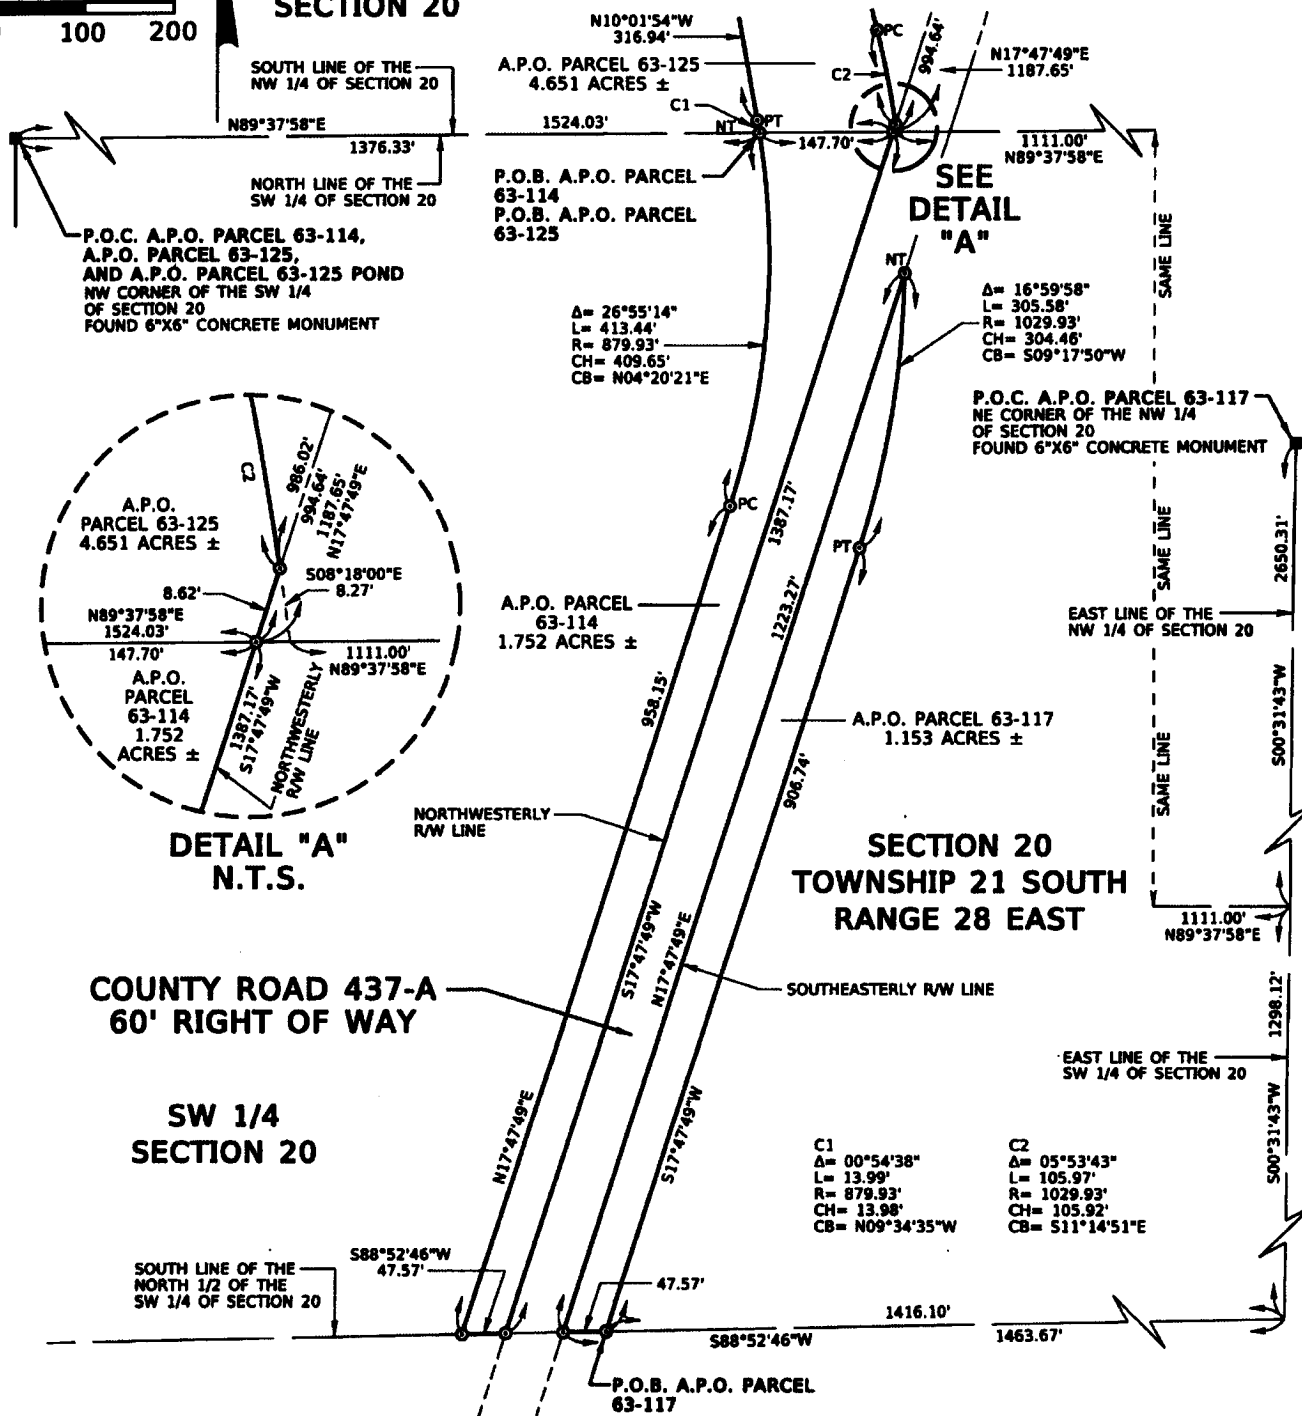 SECTION 20
100 200
N10°01'54"W
316.94'
A.P.O. PARCEL 63-125
4.651 ACRES ±
C1
PT
NT
PC
C2
994.64'
N17°47'49"E
1187.65'
SOUTH LINE OF THE
NW 1/4 OF SECTION 20
N89°37'58"E
1524.03'
1376.33'
147.70'
1111.00'
N89°37'58"E
NORTH LINE OF THE
SW 1/4 OF SECTION 20
P.O.B. A.P.O. PARCEL
63-114
P.O.B. A.P.O. PARCEL
63-125
SEE
DETAIL
"A"
P.O.C. A.P.O. PARCEL 63-114,
A.P.O. PARCEL 63-125,
AND A.P.O. PARCEL 63-125 POND
NW CORNER OF THE SW 1/4
OF SECTION 20
FOUND 6"X6" CONCRETE MONUMENT
SAME LINE
NT
Δ= 26°55'14"
L= 413.44'
R= 879.93'
CH= 409.65'
CB= N04°20'21"E
Δ= 16°59'58"
L= 305.58'
R= 1029.93'
CH= 304.46'
CB= S09°17'50"W
P.O.C. A.P.O. PARCEL 63-117
NE CORNER OF THE NW 1/4
OF SECTION 20
FOUND 6"X6" CONCRETE MONUMENT
C2
986.02'
994.64'
1187.65'
N17°47'49"E
A.P.O.
PARCEL 63-125
4.651 ACRES ±
S08°18'00"E
8.27'
8.62'
N89°37'58"E
1524.03'
147.70'
1111.00'
N89°37'58"E
A.P.O.
PARCEL
63-114
1.752
ACRES ±
1387.17'
S17°47'49"W
NORTHWESTERLY
R/W LINE
DETAIL "A"
N.T.S.
PC
PT
1387.17'
1223.27'
SAME LINE
2650.31'
A.P.O. PARCEL
63-114
1.752 ACRES ±
EAST LINE OF THE
NW 1/4 OF SECTION 20
958.15'
A.P.O. PARCEL 63-117
1.153 ACRES ±
906.74'
SAME LINE
S00°31'43"W
NORTHWESTERLY
R/W LINE
SECTION 20
TOWNSHIP 21 SOUTH
RANGE 28 EAST
1111.00'
N89°37'58"E
S17°47'49"W
N17°47'49"E
SOUTHEASTERLY R/W LINE
COUNTY ROAD 437-A
60' RIGHT OF WAY
1298.12'
EAST LINE OF THE
SW 1/4 OF SECTION 20
SW 1/4
SECTION 20
N17°47'49"E
S17°47'49"W
S00°31'43"W
C1
Δ= 00°54'38"
L= 13.99'
R= 879.93'
CH= 13.98'
CB= N09°34'35"W
C2
Δ= 05°53'43"
L= 105.97'
R= 1029.93'
CH= 105.92'
CB= S11°14'51"E
SOUTH LINE OF THE
NORTH 1/2 OF THE
SW 1/4 OF SECTION 20
S88°52'46"W
47.57'
47.57'
1416.10'
S88°52'46"W
1463.67'
P.O.B. A.P.O. PARCEL
63-117